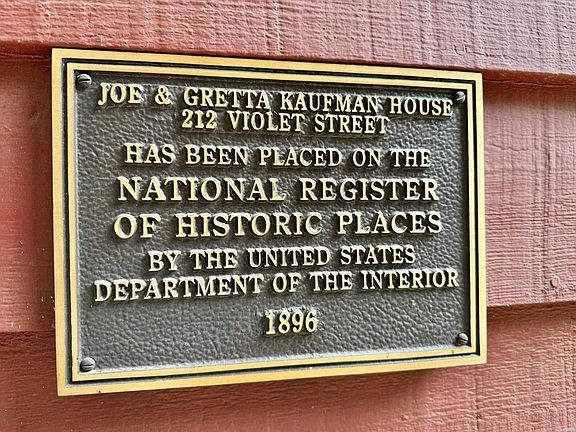 JOE & GRETTA KAUFMAN HOUSE
212 VIOLET STREET
HAS BEEN PLACED ON THE
NATIONAL REGISTER
OF HISTORIC PLACES
BY THE UNITED STATES
DEPARTMENT OF THE INTERIOR
1896